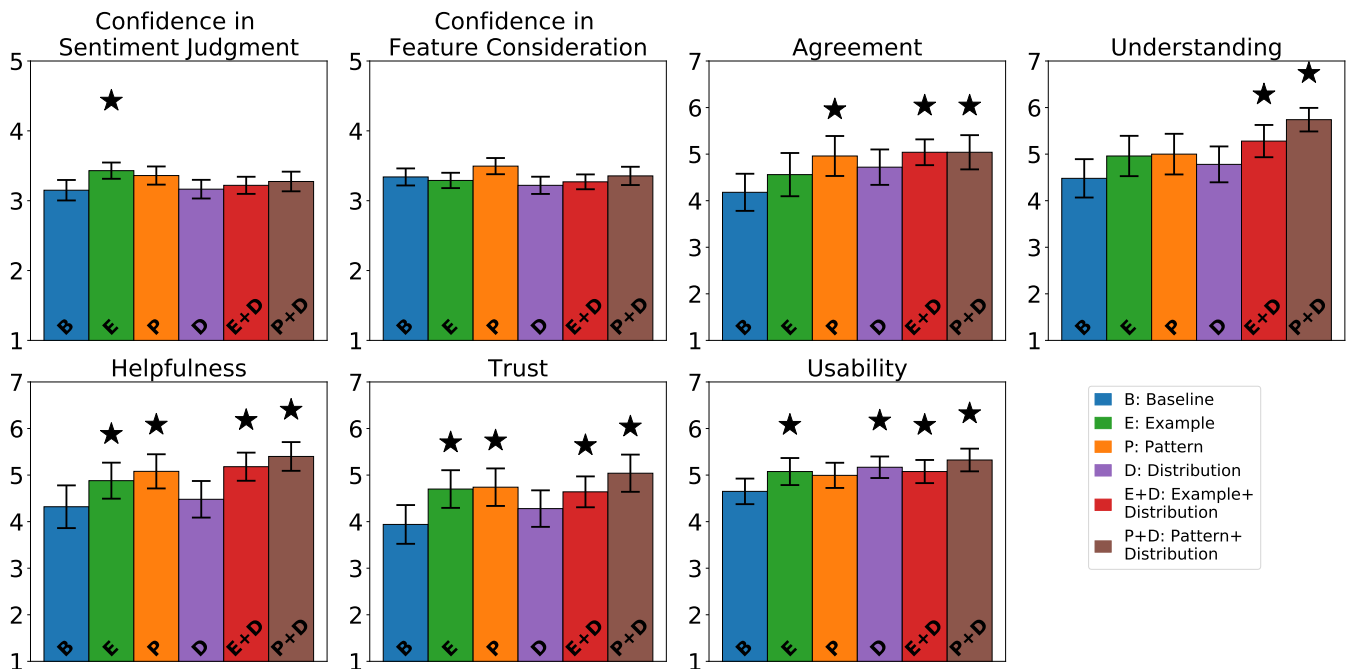 Confidence in
Sentiment Judgment
5
4
3
2
1
B
E
P
D
E+D
P+D
Confidence in
Feature Consideration
5
4
3
2
1
B
E
P
D
E+D
P+D
Agreement
7
6
5
4
3
2
1
B
E
P
D
E+D
P+D
Understanding
7
6
5
4
3
2
1
B
E
P
D
E+D
P+D
Helpfulness
7
6
5
4
3
2
1
B
E
P
D
E+D
P+D
Trust
7
6
5
4
3
2
1
B
E
P
D
E+D
P+D
Usability
7
6
5
4
3
2
1
B
E
P
D
E+D
P+D
B: Baseline
E: Example
P: Pattern
D: Distribution
E+D: Example+
Distribution
P+D: Pattern+
Distribution